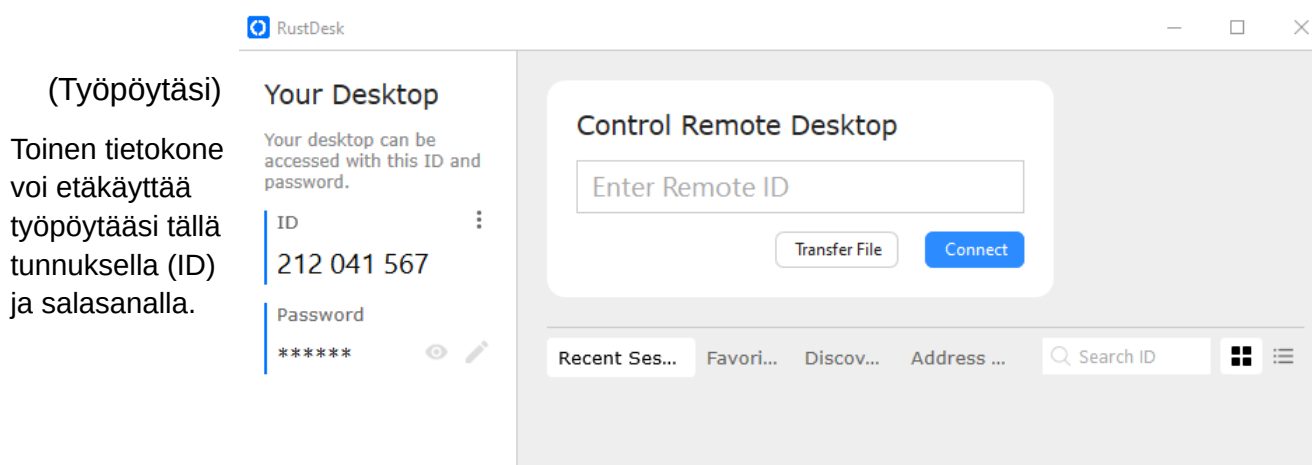 RustDesk
(Työpöytäsi)
Toinen tietokone
voi etäkäyttää
työpöytääsi tällä
tunnuksella (ID)
ja salasanalla.
Your Desktop
Your desktop can be
accessed with this ID and
password.
ID
212 041 567
Password
******
Control Remote Desktop
Enter Remote ID
Transfer File
Connect
Recent Ses...
Favori...
Discov...
Address ...
Search ID